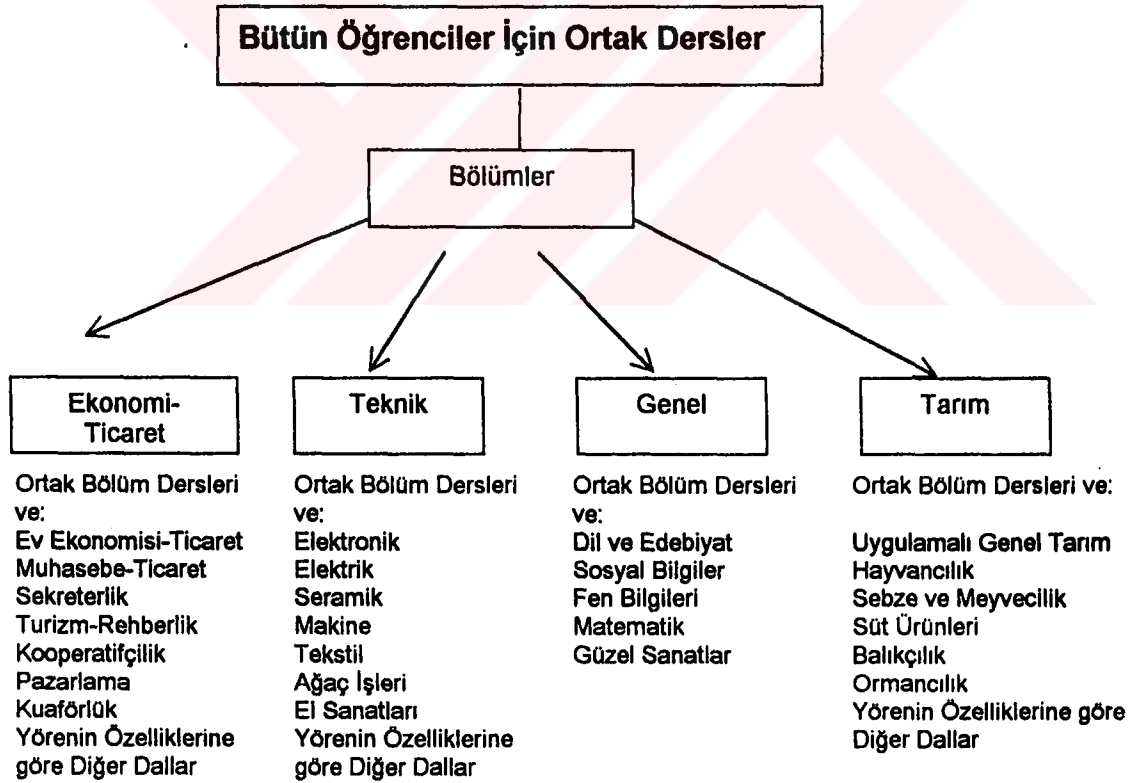 Bütün Öğrenciler İçin Ortak Dersler
Bölümler
Ekonomi-
Ticaret
Ortak Bölüm Dersleri
ve:
Ev Ekonomisi-Ticaret
Muhasebe-Ticaret
Sekreterlik
Turizm-Rehberlik
Kooperatifçilik
Pazarlama
Kuaförlük
Yörenin Özelliklerine
göre Diğer Dallar
Teknik
Ortak Bölüm Dersleri
ve:
Elektronik
Elektrik
Seramik
Makine
Tekstil
Ağaç İşleri
El Sanatları
Yörenin Özelliklerine
göre Diğer Dallar
Genel
Ortak Bölüm Dersleri
ve:
Dil ve Edebiyat
Sosyal Bilgiler
Fen Bilgileri
Matematik
Güzel Sanatlar
Tarım
Ortak Bölüm Dersleri ve:
Uygulamalı Genel Tarım
Hayvancılık
Sebze ve Meyvecilik
Süt Ürünleri
Balıkçılık
Ormancılık
Yörenin Özelliklerine göre
Diğer Dallar